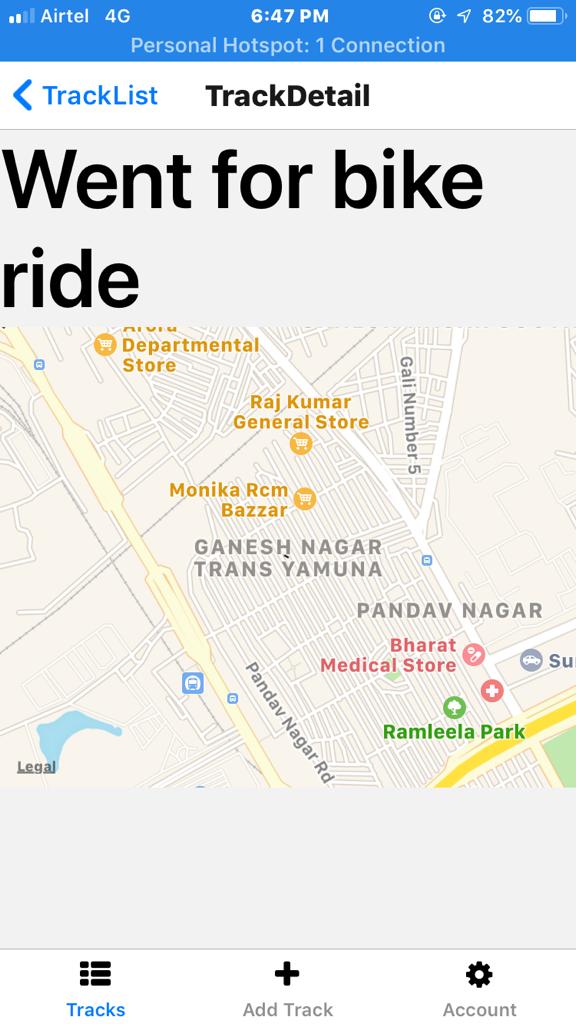 Airtel 4G 6:47 PM 82%
Personal Hotspot: 1 Connection
TrackList TrackDetail
Went for bike
ride
Departmental
Store
Gali Number 5
Raj Kumar
General Store
Monika Rcm
Bazzar
GANESH NAGAR
TRANS YAMUNA
PANDAV NAGAR
Bharat
Medical Store
Su
Pandav Nagar Rd
Ramleela Park
Legal
Tracks Add Track Account